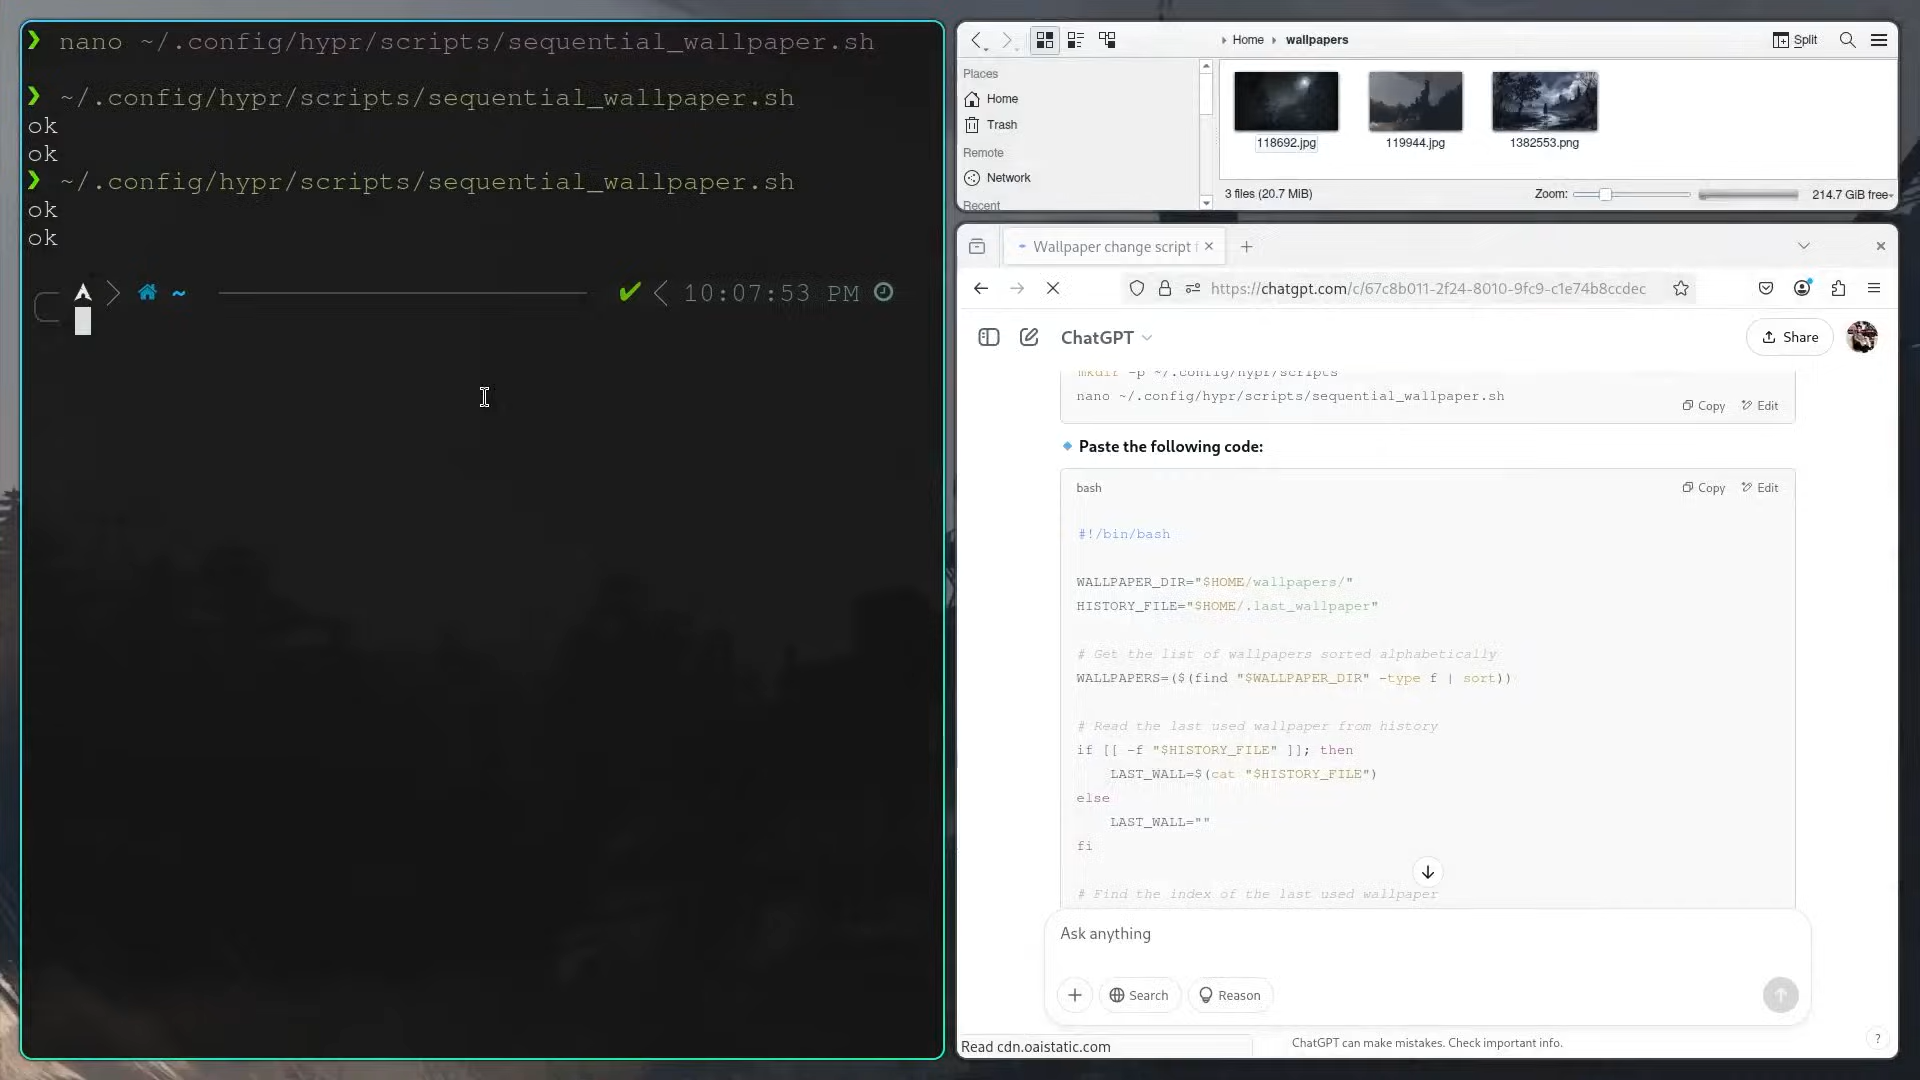 ❯ nano ~/.config/hypr/scripts/sequential_wallpaper.sh
❯ ~/.config/hypr/scripts/sequential_wallpaper.sh
ok
ok
❯ ~/.config/hypr/scripts/sequential_wallpaper.sh
ok
ok
~ ✔ 10:07:53 PM
Home wallpapers
Split
Places
Home
Trash
Remote
Network
Recent
118692.jpg
119944.jpg
1382553.png
3 files (20.7 MiB)
Zoom:
214.7 GiB free
Wallpaper change script
https://chatgpt.com/c/67c8b011-2f24-8010-9fc9-c1e74b8ccdec
ChatGPT
Share
mkdir -p ~/.config/hypr/scripts
nano ~/.config/hypr/scripts/sequential_wallpaper.sh
Copy Edit
Paste the following code:
bash
Copy Edit
#!/bin/bash
WALLPAPER_DIR="$HOME/wallpapers/"
HISTORY_FILE="$HOME/.last_wallpaper"
# Get the list of wallpapers sorted alphabetically
WALLPAPERS=($(find "$WALLPAPER_DIR" -type f | sort))
# Read the last used wallpaper from history
if [[ -f "$HISTORY_FILE" ]]; then
    LAST_WALL=$(cat "$HISTORY_FILE")
else
    LAST_WALL=""
fi
# Find the index of the last used wallpaper
Ask anything
Search
Reason
Read cdn.oaistatic.com
ChatGPT can make mistakes. Check important info.
?